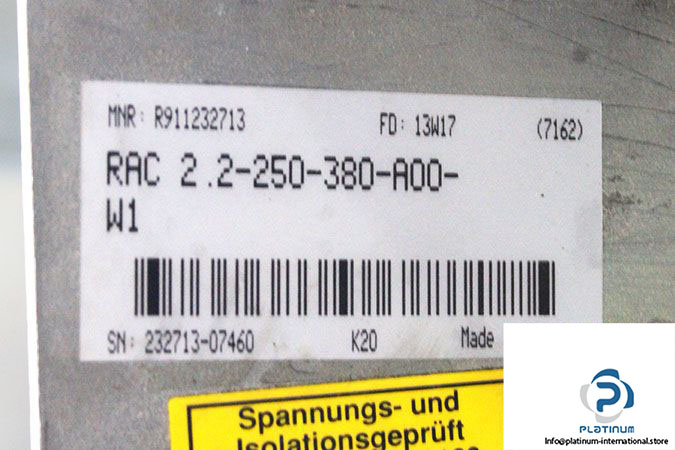 MNR: R911232713 FD: 13W17 (7162)
RAC 2.2-250-380-A00-
W1
SN: 232713-07460 K20 Made
Spannungs- und
Isolationsgeprüft
PLATINUM
Info@platinum-international.store